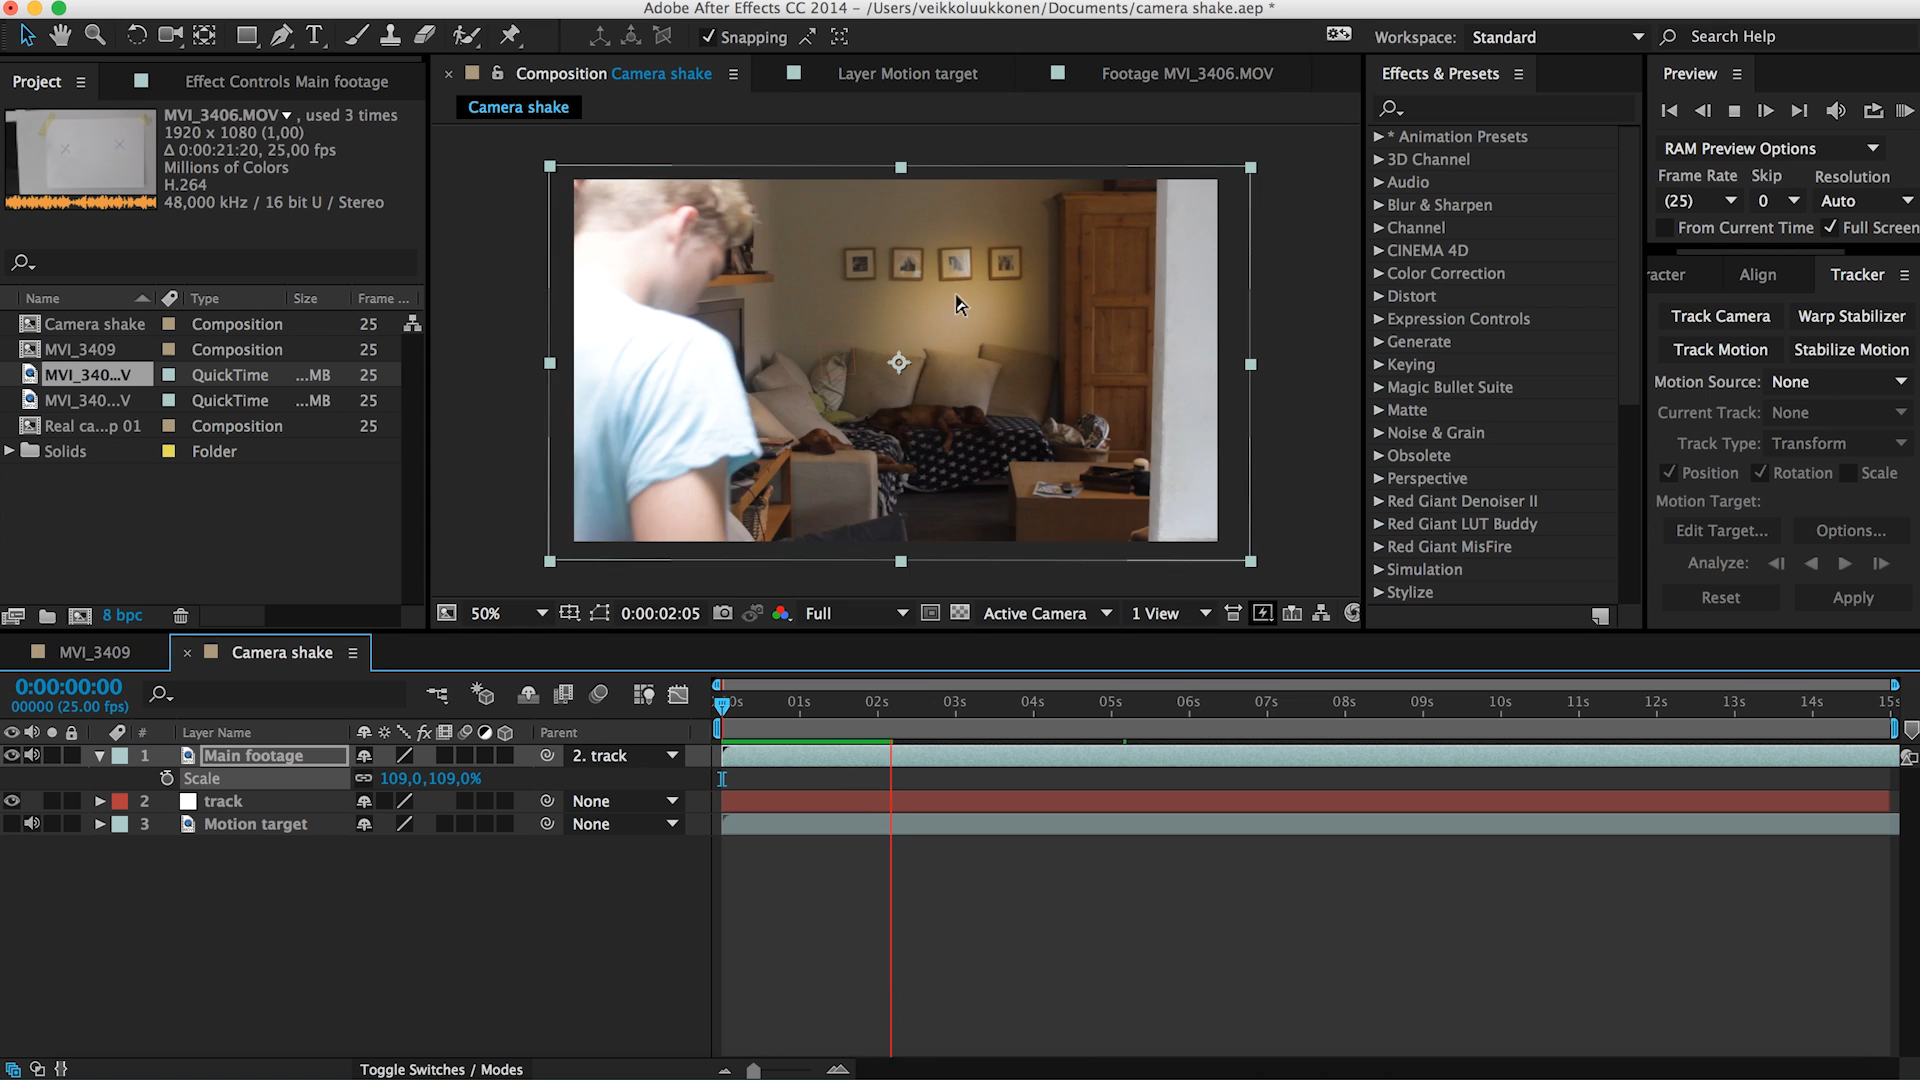 Adobe After Effects CC 2014 - /Users/veikkoluukkonen/Documents/camera shake.aep *
Snapping
Workspace: Standard
Search Help
Project
Effect Controls Main footage
MVI_3406.MOV , used 3 times
1920 x 1080 (1,00)
Δ 0:00:21:20, 25,00 fps
Millions of Colors
H.264
48,000 kHz / 16 bit U / Stereo
Name Type Size Frame ...
Camera shake Composition 25
MVI_3409 Composition 25
MVI_340...V QuickTime ...MB 25
MVI_340...V QuickTime ...MB 25
Real ca...p 01 Composition 25
Solids Folder
8 bpc
Composition Camera shake
Layer Motion target
Footage MVI_3406.MOV
Camera shake
50% 0:00:02:05 Full Active Camera 1 View
Effects & Presets
* Animation Presets
3D Channel
Audio
Blur & Sharpen
Channel
CINEMA 4D
Color Correction
Distort
Expression Controls
Generate
Keying
Magic Bullet Suite
Matte
Noise & Grain
Obsolete
Perspective
Red Giant Denoiser II
Red Giant LUT Buddy
Red Giant MisFire
Simulation
Stylize
Preview
RAM Preview Options
Frame Rate Skip Resolution
(25) 0 Auto
From Current Time Full Screen
racter Align Tracker
Track Camera Warp Stabilizer
Track Motion Stabilize Motion
Motion Source: None
Current Track: None
Track Type: Transform
Position Rotation Scale
Motion Target:
Edit Target... Options...
Analyze:
Reset Apply
MVI_3409
Camera shake
0:00:00:00
00000 (25.00 fps)
0s 01s 02s 03s 04s 05s 06s 07s 08s 09s 10s 11s 12s 13s 14s 15s
# Layer Name fx Parent
1 Main footage 2. track
Scale 109,0,109,0%
2 track None
3 Motion target None
Toggle Switches / Modes